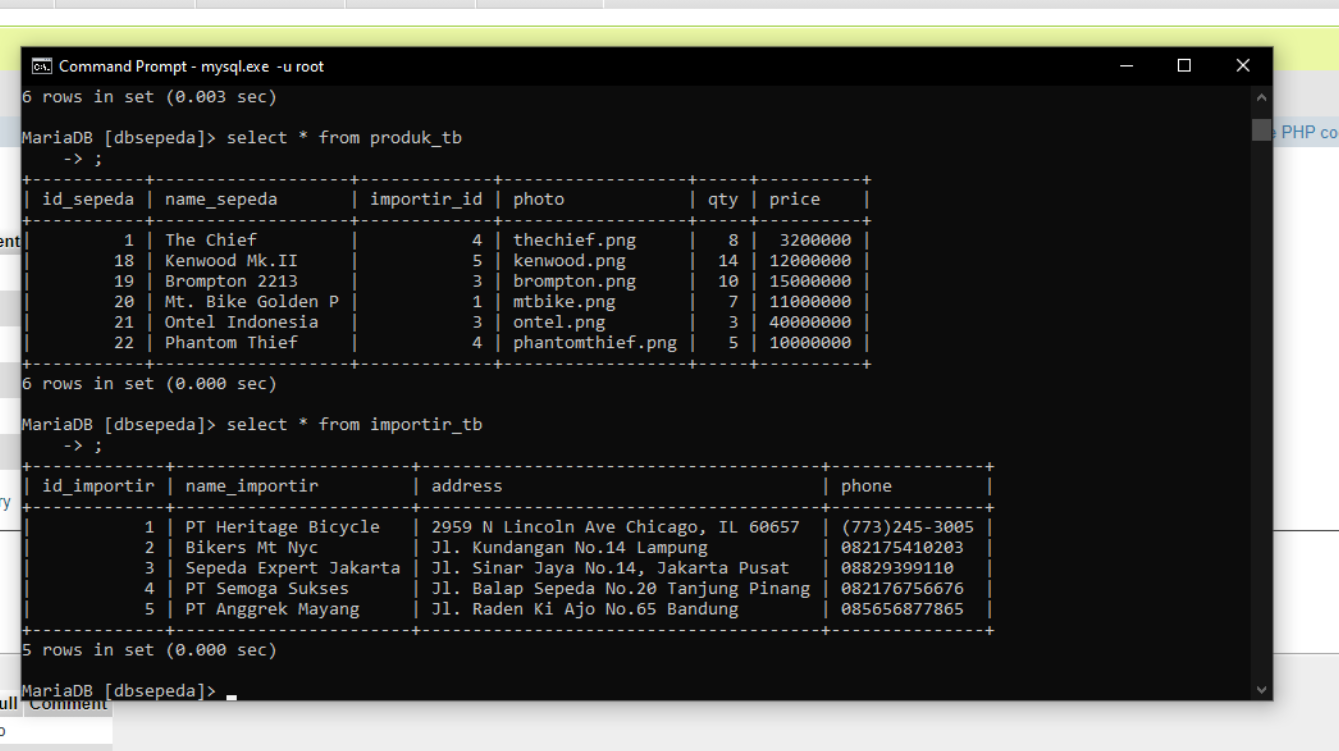 Command Prompt - mysql.exe -u root
6 rows in set (0.003 sec)
MariaDB [dbsepeda]> select * from produk_tb
    -> ;
+-----------+-------------------+-------------+------------------+-----+----------+
| id_sepeda | name_sepeda       | importir_id | photo            | qty | price    |
+-----------+-------------------+-------------+------------------+-----+----------+
|         1 | The Chief         |           4 | thechief.png     |   8 |  3200000 |
|        18 | Kenwood Mk.II     |           5 | kenwood.png      |  14 | 12000000 |
|        19 | Brompton 2213     |           3 | brompton.png     |  10 | 15000000 |
|        20 | Mt. Bike Golden P |           1 | mtbike.png       |   7 | 11000000 |
|        21 | Ontel Indonesia   |           3 | ontel.png        |   3 | 40000000 |
|        22 | Phantom Thief     |           4 | phantomthief.png |   5 | 10000000 |
+-----------+-------------------+-------------+------------------+-----+----------+
6 rows in set (0.000 sec)
MariaDB [dbsepeda]> select * from importir_tb
    -> ;
+-------------+-----------------------+---------------------------------------+---------------+
| id_importir | name_importir         | address                               | phone         |
+-------------+-----------------------+---------------------------------------+---------------+
|           1 | PT Heritage Bicycle   | 2959 N Lincoln Ave Chicago, IL 60657  | (773)245-3005 |
|           2 | Bikers Mt Nyc         | Jl. Kundangan No.14 Lampung           | 082175410203  |
|           3 | Sepeda Expert Jakarta | Jl. Sinar Jaya No.14, Jakarta Pusat   | 08829399110   |
|           4 | PT Semoga Sukses      | Jl. Balap Sepeda No.20 Tanjung Pinang | 082176756676  |
|           5 | PT Anggrek Mayang     | Jl. Raden Ki Ajo No.65 Bandung        | 085656877865  |
+-------------+-----------------------+---------------------------------------+---------------+
5 rows in set (0.000 sec)
MariaDB [dbsepeda]>
PHP co
ent
ry
ull Comment
o